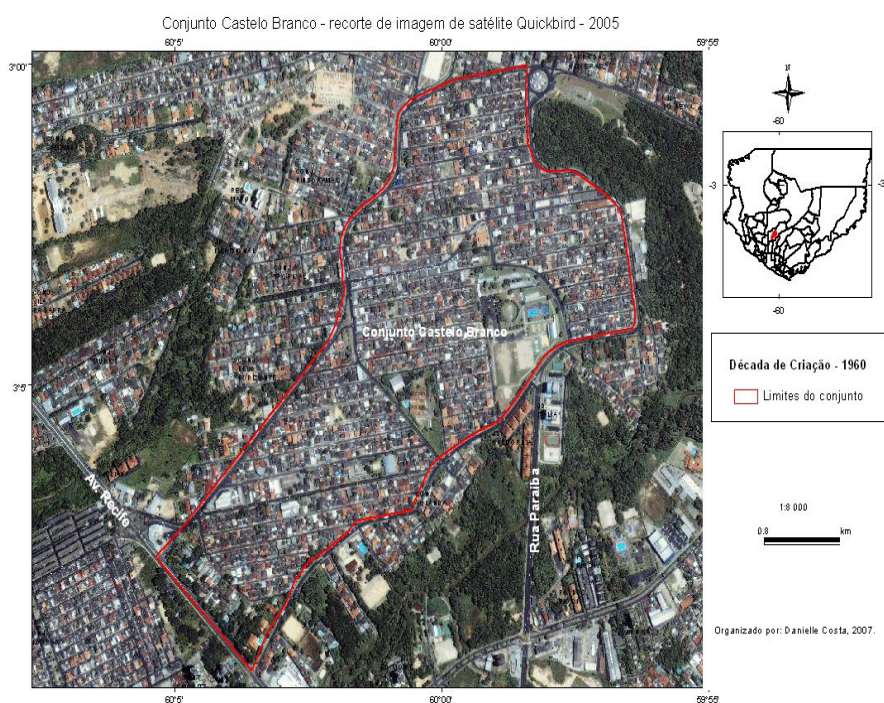 Conjunto Castelo Branco - recorte de imagem de satélite Quickbird - 2005
60°5'
60°00'
59°55'
3°00'
3°5'
Conjunto Castelo Branco
Av. Recife
Rua Paraiba
60°5'
60°00'
59°55'
N
-60
-3
-60
Década de Criação - 1960
Limites do conjunto
1:8 000
0.8
km
Organizado por: Danielle Costa, 2007.